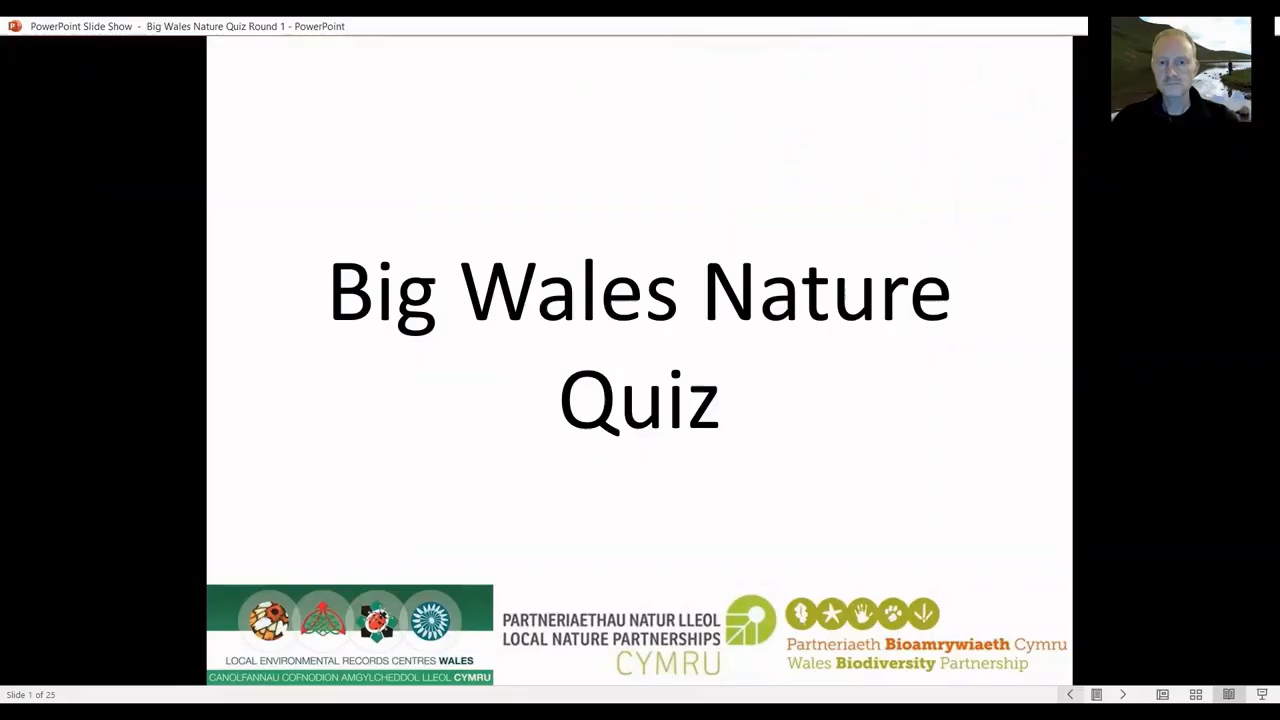 PowerPoint Slide Show - Big Wales Nature Quiz Round 1 - PowerPoint
Big Wales Nature
Quiz
LOCAL ENVIRONMENTAL RECORDS CENTRES WALES
CANOLFANNAU COFNODION AMGYLCHEDDOL LLEOL CYMRU
PARTNERIAETHAU NATUR LLEOL
LOCAL NATURE PARTNERSHIPS
CYMRU
Partneriaeth Bioamrywiaeth Cymru
Wales Biodiversity Partnership
Slide 1 of 25